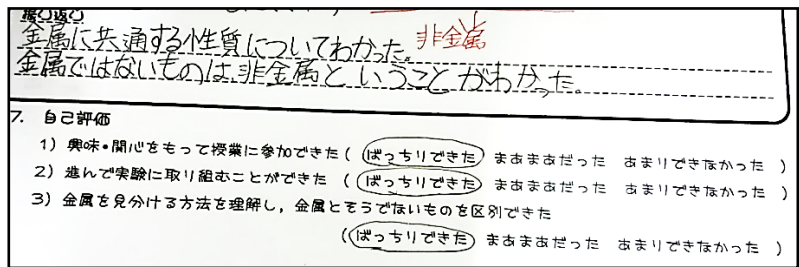 振り返り
金属に共通する性質についてわかった。
非金属
金属ではないものは、非金属ということがわかった。
7. 自己評価
1) 興味・関心をもって授業に参加できた ( ばっちりできた まあまあだった あまりできなかった )
2) 進んで実験に取り組むことができた ( ばっちりできた まあまあだった あまりできなかった )
3) 金属を見分ける方法を理解し，金属とそうでないものを区別できた
( ばっちりできた まあまあだった あまりできなかった )